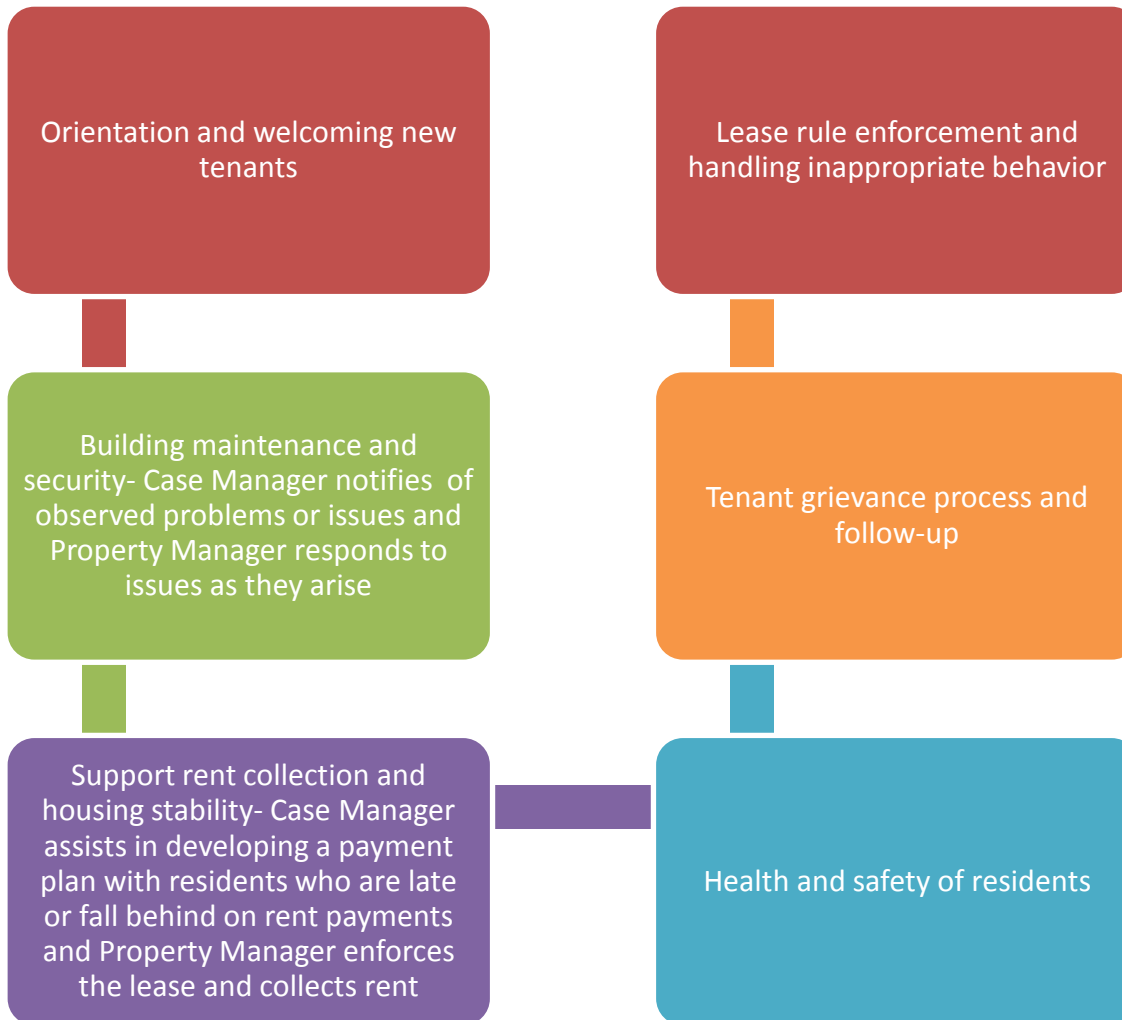 Orientation and welcoming new
tenants
Building maintenance and
security- Case Manager notifies  of
observed problems or issues and
Property Manager responds to
issues as they arise
Support rent collection and
housing stability- Case Manager
assists in developing a payment
plan with residents who are late
or fall behind on rent payments
and Property Manager enforces
the lease and collects rent
Health and safety of residents
Tenant grievance process and
follow-up
Lease rule enforcement and
handling inappropriate behavior